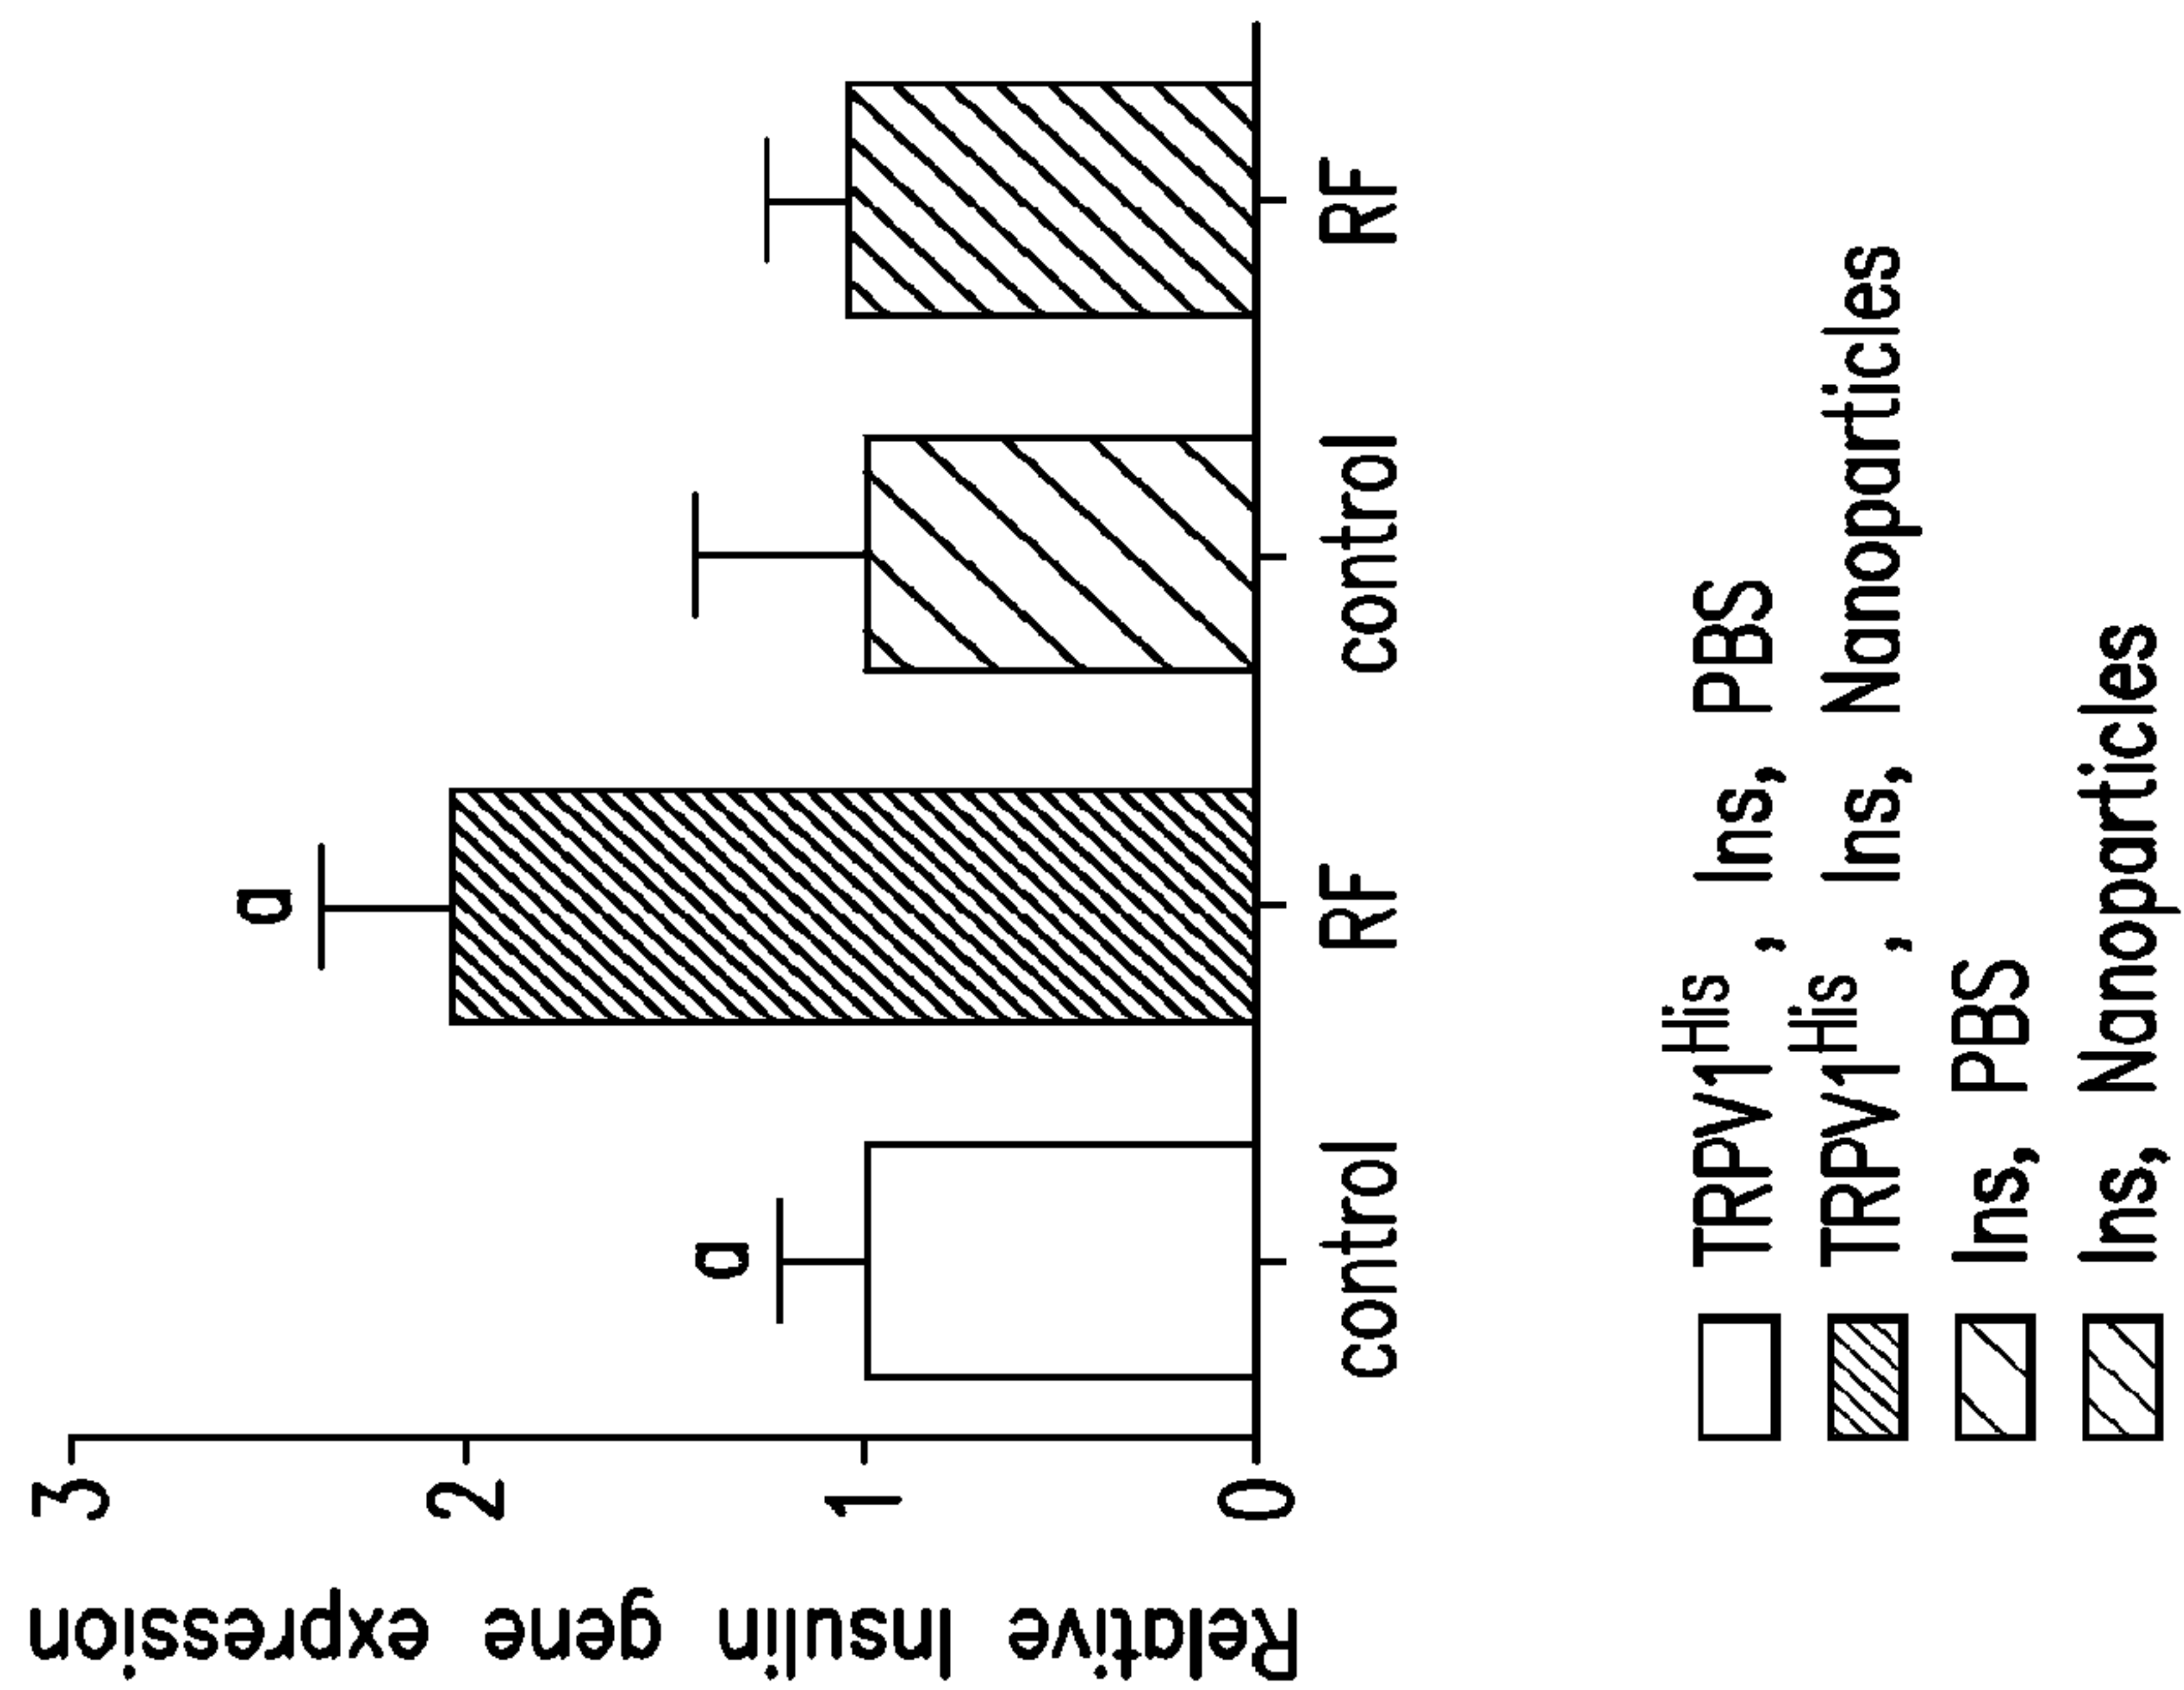 Relative Insulin gene expression
3
2
1
0
a
a
control
RF
control
RF
TRPV1His, Ins, PBS
TRPV1His, Ins, Nanoparticles
Ins, PBS
Ins, Nanoparticles